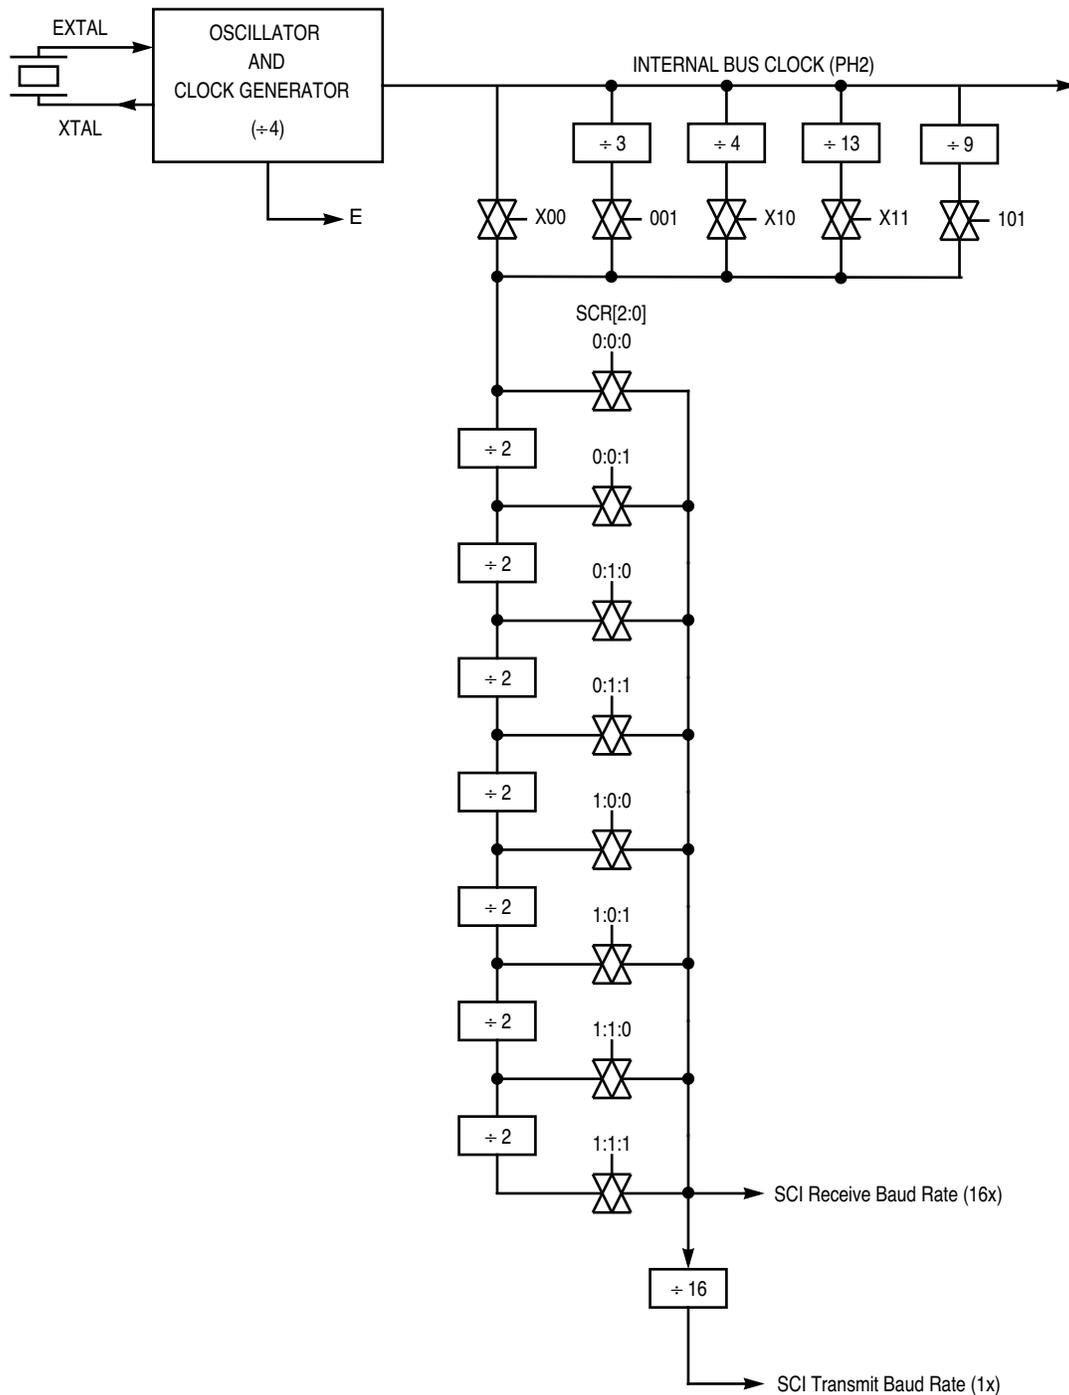 EXTAL
XTAL
OSCILLATOR
AND
CLOCK GENERATOR
(÷4)
E
INTERNAL BUS CLOCK (PH2)
÷ 3
÷ 4
÷ 13
÷ 9
X00
001
X10
X11
101
SCR[2:0]
0:0:0
÷ 2
0:0:1
÷ 2
0:1:0
÷ 2
0:1:1
÷ 2
1:0:0
÷ 2
1:0:1
÷ 2
1:1:0
÷ 2
1:1:1
SCI Receive Baud Rate (16x)
÷ 16
SCI Transmit Baud Rate (1x)